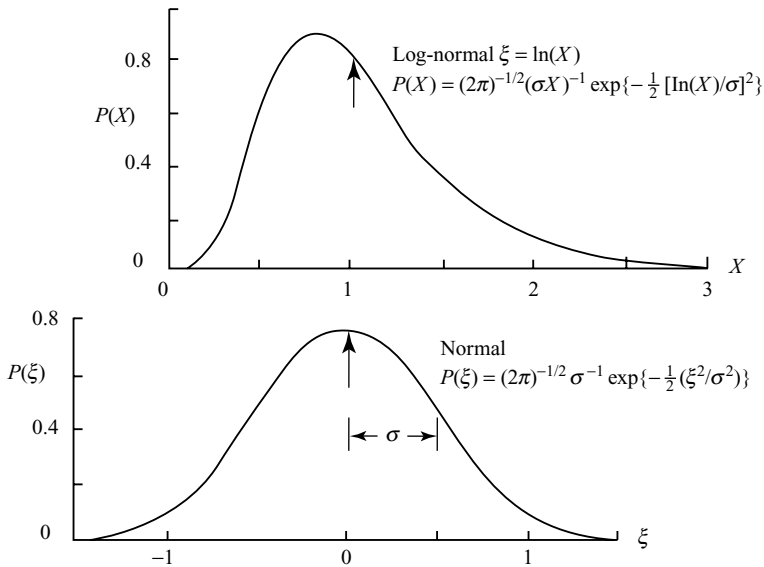 0.8
Log-normal ξ = ln(X)
P(X) = (2π)^{-1/2}(σX)^{-1} exp{−½ [In(X)/σ]²}
P(X)
0.4
0
0 1 2 3 X
0.8
Normal
P(ξ) = (2π)^{-1/2} σ^{-1} exp{−½ (ξ²/σ²)}
P(ξ)
0.4
σ
0
−1 0 1 ξ